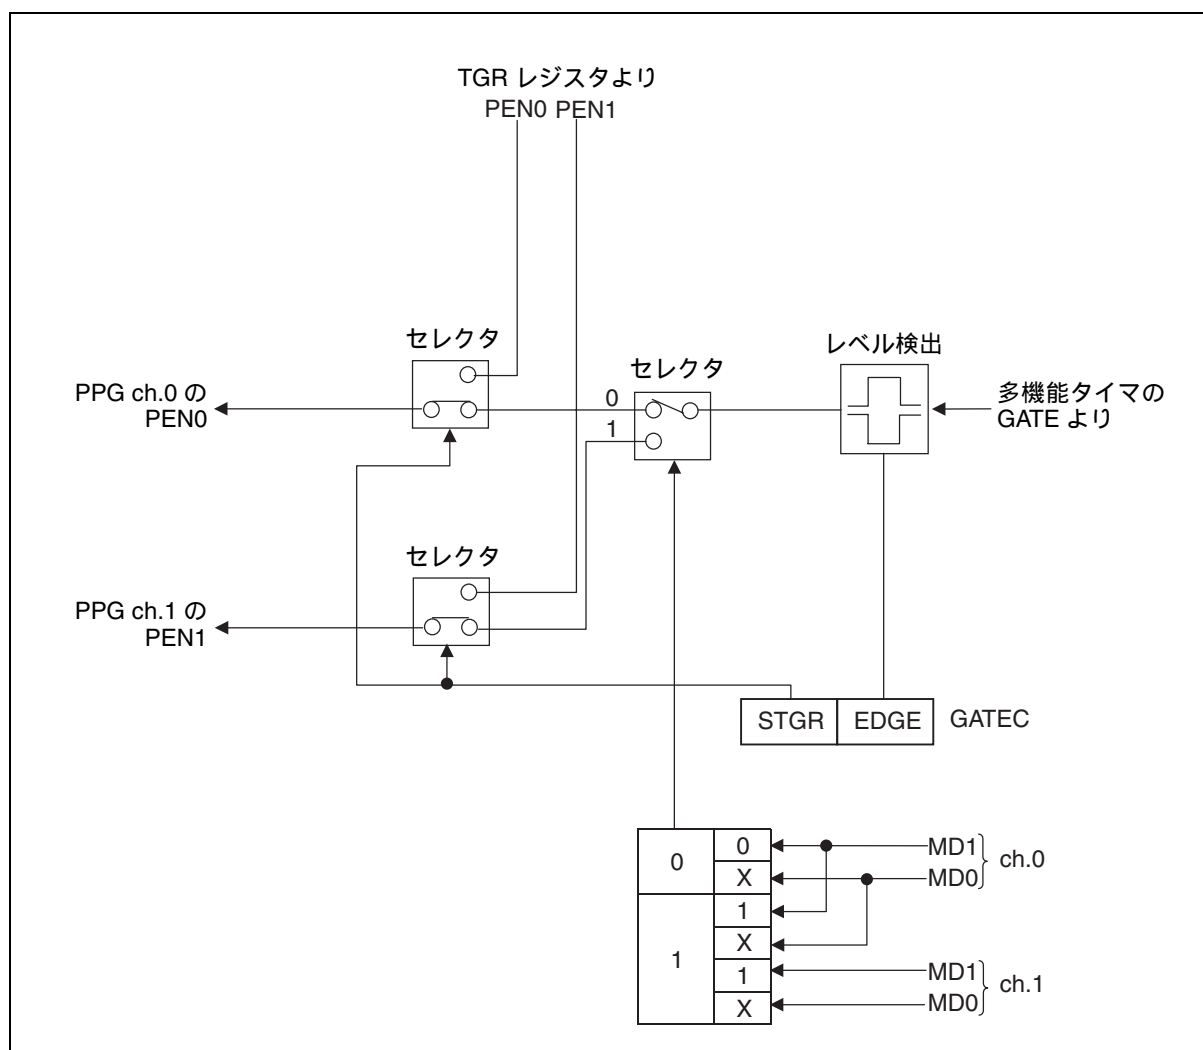 TGR レジスタより
PEN0 PEN1
セレクタ
PPG ch.0 の
PEN0
セレクタ
0
1
レベル検出
多機能タイマの
GATE より
セレクタ
PPG ch.1 の
PEN1
STGR EDGE GATEC
0 0 MD1 ch.0
X MD0
1 1
X
1 MD1 ch.1
X MD0